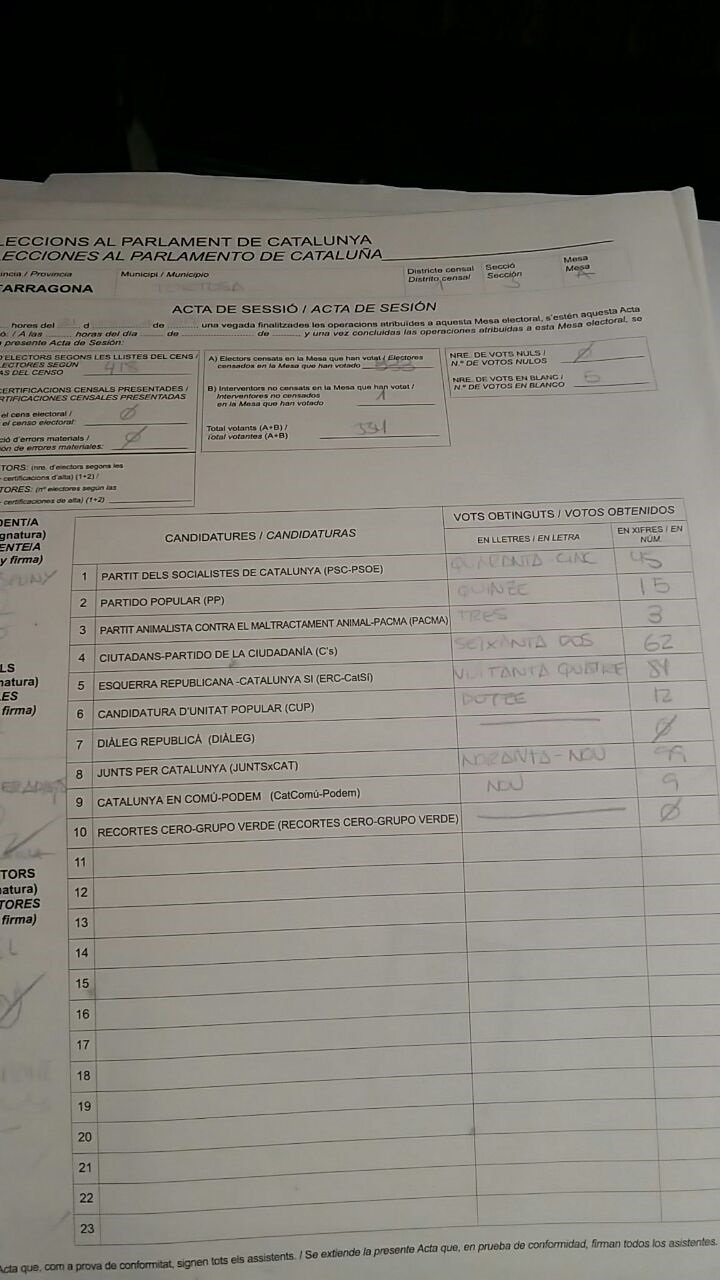 LECCIONS AL PARLAMENT DE CATALUNYA
ECCIONES AL PARLAMENTO DE CATALUÑA
íncia / Provincia Municipi / Municipio Districte censal Secció Mesa
Distrito censal Sección Mesa
TARRAGONA TORTOSA 3 A
ACTA DE SESSIÓ / ACTA DE SESIÓN
hores del d de , una vegada finalitzades les operacions atribuïdes a aquesta Mesa electoral, s'estén aquesta Acta
ó. / A las horas del día de de , y una vez concluidas las operaciones atribuidas a esta Mesa electoral, se
presente Acta de Sesión:
D'ELECTORS SEGONS LES LLISTES DEL CENS /
LECTORES SEGÚN
AS DEL CENSO 418
CERTIFICACIONS CENSALS PRESENTADES /
RTIFICACIONES CENSALES PRESENTADAS
el cens electoral /
el censo electoral: Ø
ció d'errors materials /
ón de errores materiales: Ø
TORS: (nre. d'electors segons les
certificacions d'alta) (1+2) /
TORES: (nº electores según las
certificaciones de alta) (1+2)
A) Electors censats en la Mesa que han votat / Electores
censados en la Mesa que han votado 333
B) Interventors no censats en la Mesa que han votat /
Interventores no censados
en la Mesa que han votado 1
Total votants (A+B) /
Total votantes (A+B) 334
NRE. DE VOTS NULS /
N.º DE VOTOS NULOS Ø
NRE. DE VOTS EN BLANC /
N.º DE VOTOS EN BLANCO 5
DENT/A
gnatura)
ENTE/A
y firma)
CANDIDATURES / CANDIDATURAS VOTS OBTINGUTS / VOTOS OBTENIDOS
EN LLETRES / EN LETRA EN XIFRES / EN NÚM.
1 PARTIT DELS SOCIALISTES DE CATALUNYA (PSC-PSOE) QUARANTA-CINC 45
2 PARTIDO POPULAR (PP) QUINZE 15
3 PARTIT ANIMALISTA CONTRA EL MALTRACTAMENT ANIMAL-PACMA (PACMA) TRES 3
4 CIUTADANS-PARTIDO DE LA CIUDADANÍA (C's) SEIXANTA DOS 62
5 ESQUERRA REPUBLICANA -CATALUNYA SI (ERC-CatSí) VUITANTA QUATRE 84
6 CANDIDATURA D'UNITAT POPULAR (CUP) DOTZE 12
7 DIÀLEG REPUBLICÀ (DIÀLEG) Ø
8 JUNTS PER CATALUNYA (JUNTSxCAT) NORANTA-NOU 99
9 CATALUNYA EN COMÚ-PODEM (CatComú-Podem) NOU 9
10 RECORTES CERO-GRUPO VERDE (RECORTES CERO-GRUPO VERDE) Ø
11
12
13
14
15
16
17
18
19
20
21
22
23
LS
natura)
LES
firma)
TORS
natura)
TORES
firma)
Acta que, com a prova de conformitat, signen tots els assistents. / Se extiende la presente Acta que, en prueba de conformidad, firman todos los asistentes.